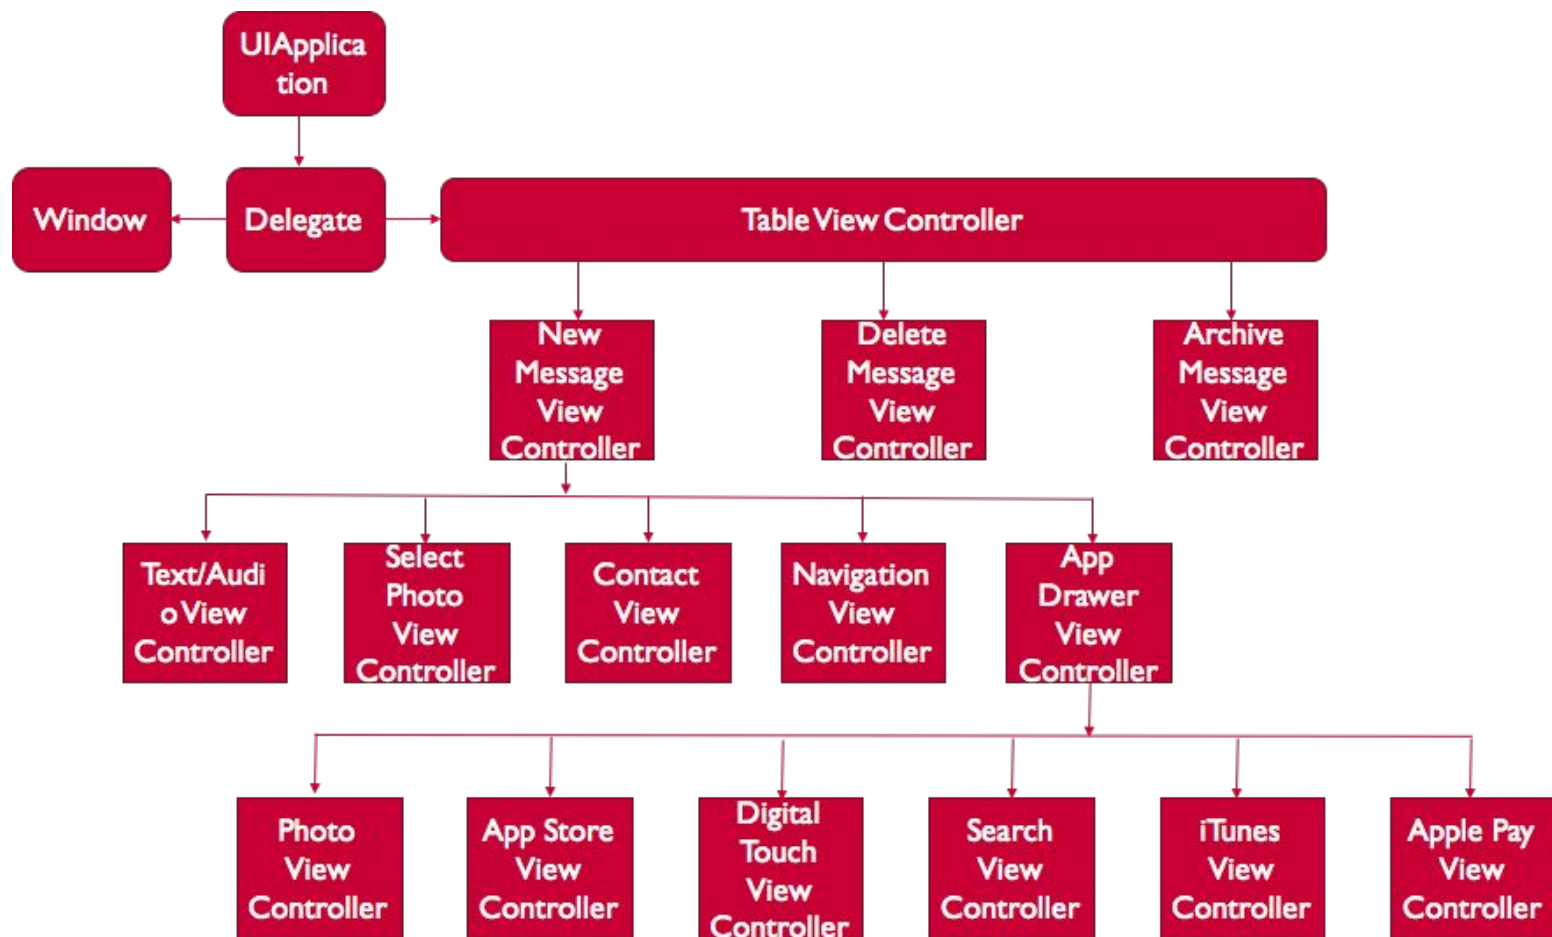 UIApplica
tion
Window
Delegate
Table View Controller
New
Message
View
Controller
Delete
Message
View
Controller
Archive
Message
View
Controller
Text/Audi
o View
Controller
Select
Photo
View
Controller
Contact
View
Controller
Navigation
View
Controller
App
Drawer
View
Controller
Photo
View
Controller
App Store
View
Controller
Digital
Touch
View
Controller
Search
View
Controller
iTunes
View
Controller
Apple Pay
View
Controller